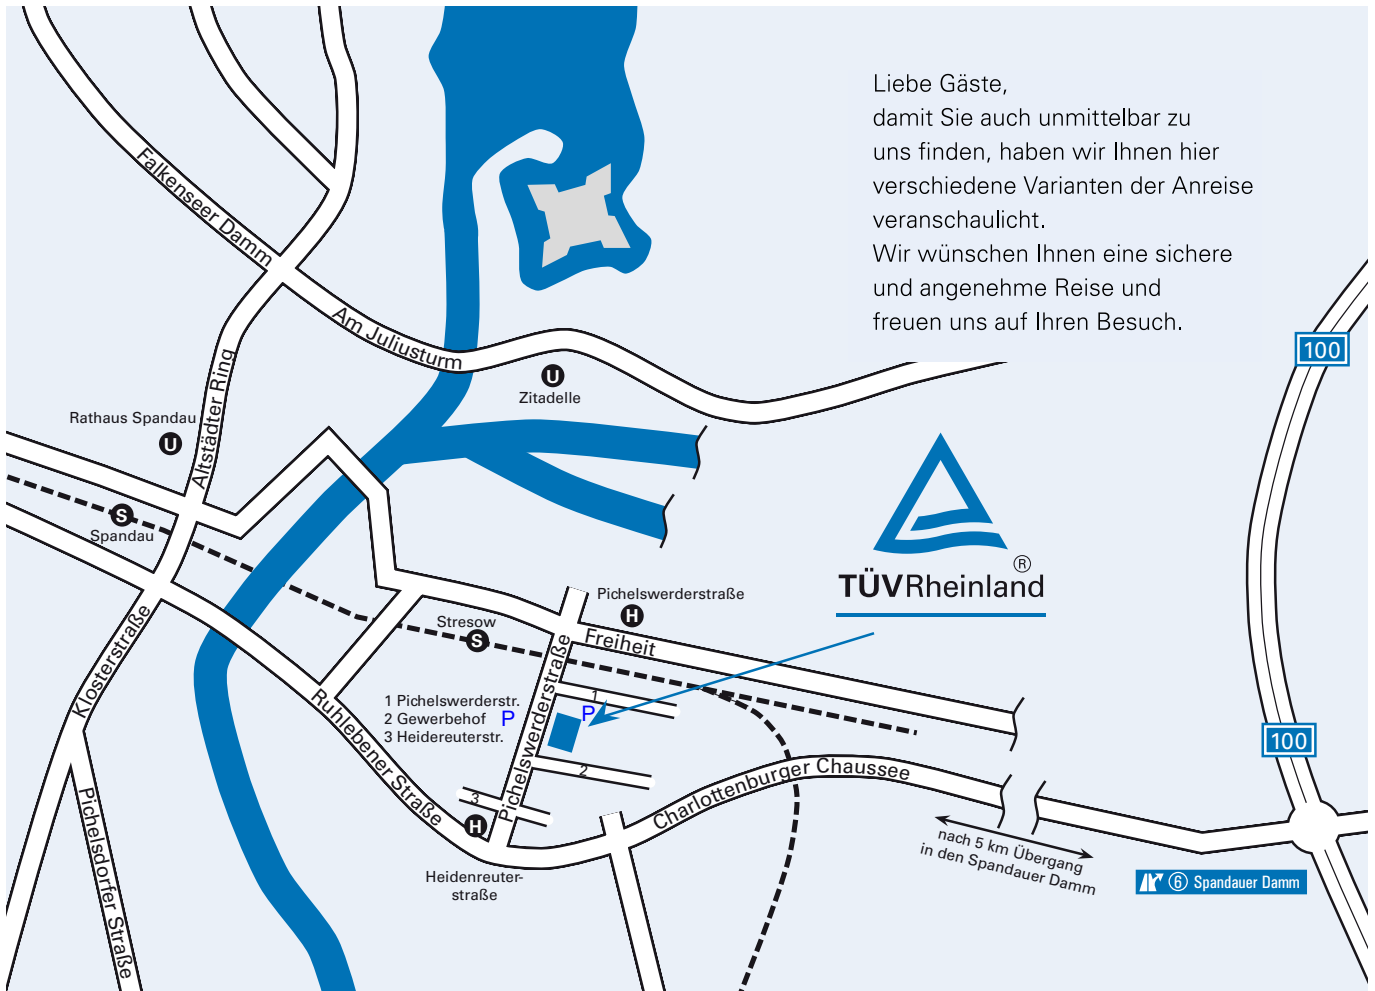 Liebe Gäste,
damit Sie auch unmittelbar zu
uns finden, haben wir Ihnen hier
verschiedene Varianten der Anreise
veranschaulicht.
Wir wünschen Ihnen eine sichere
und angenehme Reise und
freuen uns auf Ihren Besuch.
Falkenseer Damm
Am Juliusturm
100
U
Zitadelle
Altstädter Ring
Rathaus Spandau
U
S
Spandau
TÜVRheinland
®
Pichelswerderstraße
H
Stresow
S
Freiheit
Klosterstraße
Ruhlebener Straße
Pichelswerderstraße
1 Pichelswerderstr.
2 Gewerbehof P
3 Heidereuterstr.
1
P
2
3
100
Charlottenburger Chaussee
H
Heidenreuter-
straße
Pichelsdorfer Straße
nach 5 km Übergang
in den Spandauer Damm
6 Spandauer Damm